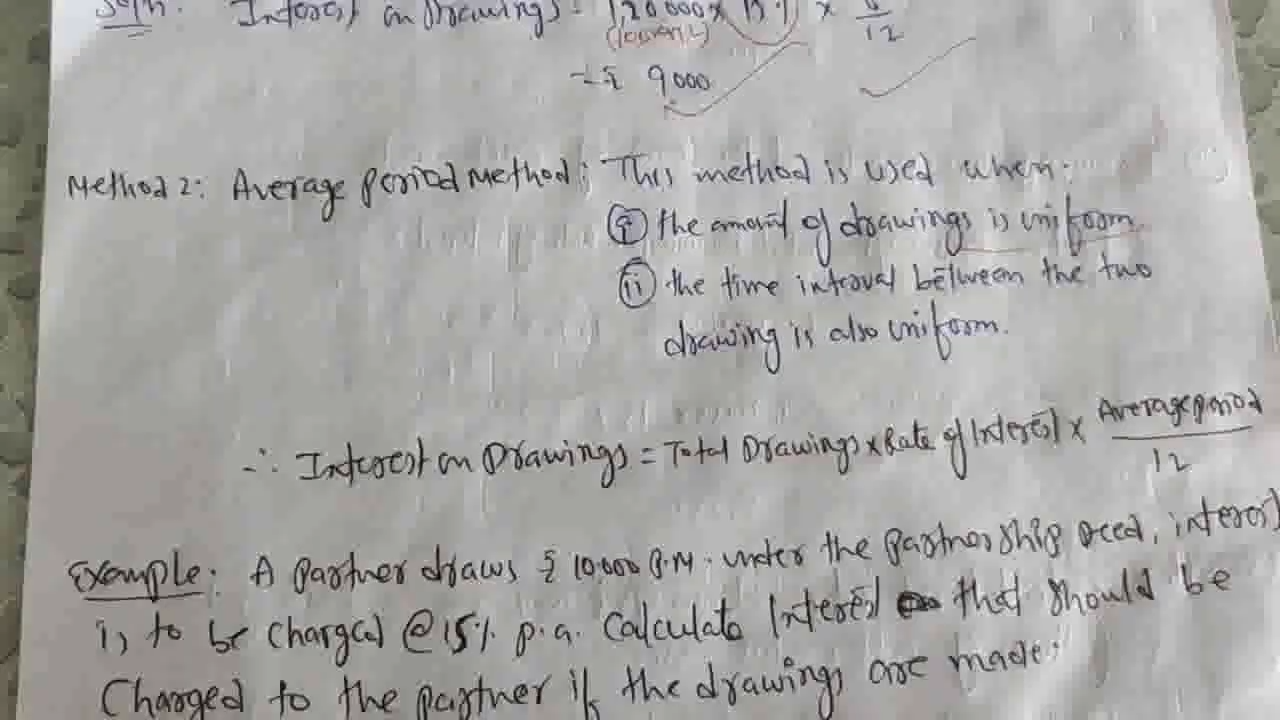 Soln: Interest on Drawings = 1,20,000 × 15% × 6/12
(10000×12)
= ₹ 9000
Method 2: Average Period Method: This method is used when:
(i) the amount of drawings is uniform
(ii) the time intraval between the two
drawing is also uniform.
∴ Interest on Drawings = Total Drawings × Rate of Interest × Average period / 12
Example: A partner draws ₹ 10,000 P.M. under the partnership deed, interest
is to be charged @ 15% p.a. Calculate Interest that should be
Charged to the partner if the drawings are made: